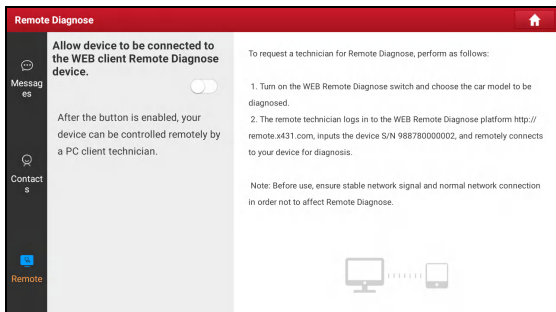 Remote Diagnose
Messag
es
Contact
s
Remote
Allow device to be connected to
the WEB client Remote Diagnose
device.
After the button is enabled, your
device can be controlled remotely by
a PC client technician.
To request a technician for Remote Diagnose, perform as follows:
1. Turn on the WEB Remote Diagnose switch and choose the car model to be
diagnosed.
2. The remote technician logs in to the WEB Remote Diagnose platform http://
remote.x431.com, inputs the device S/N 988780000002, and remotely connects
to your device for diagnosis.
Note: Before use, ensure stable network signal and normal network connection
in order not to affect Remote Diagnose.